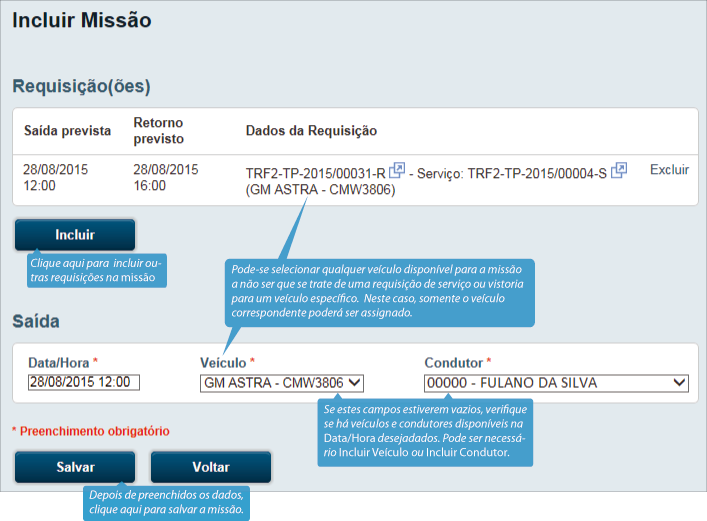 Incluir Missão
Requisição(ões)
Saída prevista
Retorno
previsto
Dados da Requisição
28/08/2015
12:00
28/08/2015
16:00
TRF2-TP-2015/00031-R - Serviço: TRF2-TP-2015/00004-S
(GM ASTRA - CMW3806)
Excluir
Incluir
Clique aqui para incluir ou-
tras requisições na missão
Pode-se selecionar qualquer veículo disponível para a missão
a não ser que se trate de uma requisição de serviço ou vistoria
para um veículo específico. Neste caso, somente o veículo
correspondente poderá ser assignado.
Saída
Data/Hora *
28/08/2015 12:00
Veículo *
GM ASTRA - CMW3806
Condutor *
00000 - FULANO DA SILVA
Se estes campos estiverem vazios, verifique
se há veículos e condutores disponíveis na
Data/Hora desejadados. Pode ser necessá-
rio Incluir Veículo ou Incluir Condutor.
* Preenchimento obrigatório
Salvar
Voltar
Depois de preenchidos os dados,
clique aqui para salvar a missão.